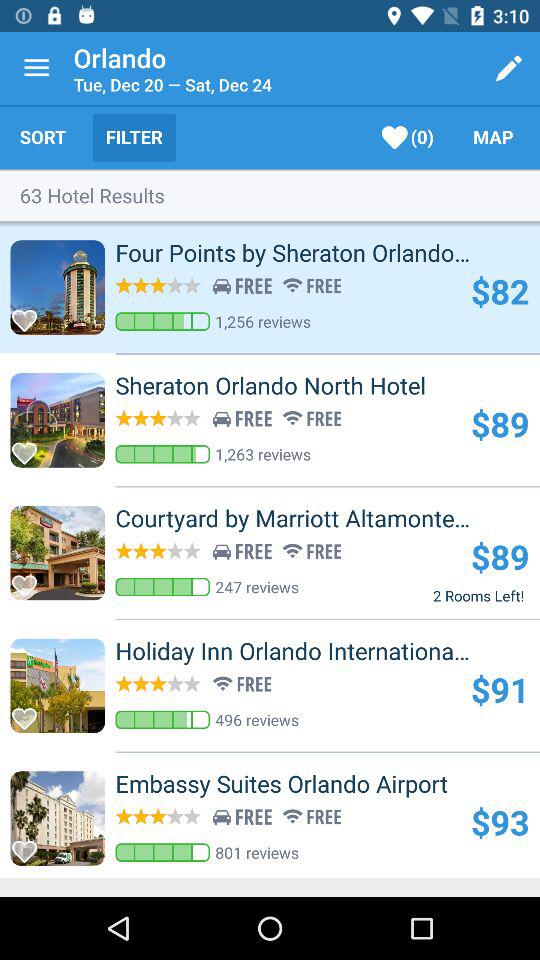 3:10
Orlando
Tue, Dec 20 — Sat, Dec 24
SORT FILTER (0) MAP
63 Hotel Results
Four Points by Sheraton Orlando…
FREE FREE
$82
1,256 reviews
Sheraton Orlando North Hotel
FREE FREE
$89
1,263 reviews
Courtyard by Marriott Altamonte…
FREE FREE
$89
247 reviews
2 Rooms Left!
Holiday Inn Orlando Internationa…
FREE
$91
496 reviews
Embassy Suites Orlando Airport
FREE FREE
$93
801 reviews